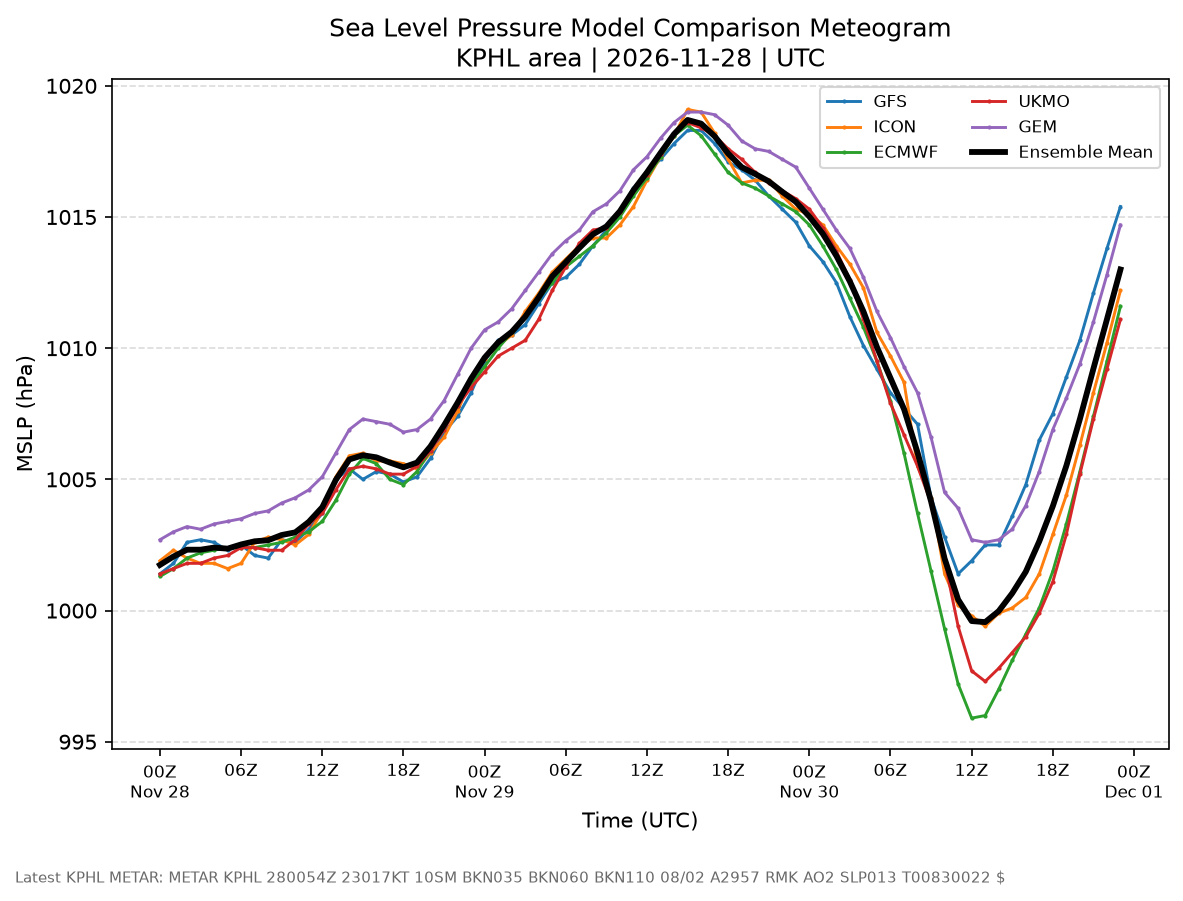 Sea Level Pressure Model Comparison Meteogram
KPHL area | 2026-11-28 | UTC
GFS
ICON
ECMWF
UKMO
GEM
Ensemble Mean
MSLP (hPa)
1020
1015
1010
1005
1000
995
00Z 06Z 12Z 18Z 00Z 06Z 12Z 18Z 00Z 06Z 12Z 18Z 00Z
Nov 28 Nov 29 Nov 30 Dec 01
Time (UTC)
Latest KPHL METAR: METAR KPHL 280054Z 23017KT 10SM BKN035 BKN060 BKN110 08/02 A2957 RMK AO2 SLP013 T00830022 $